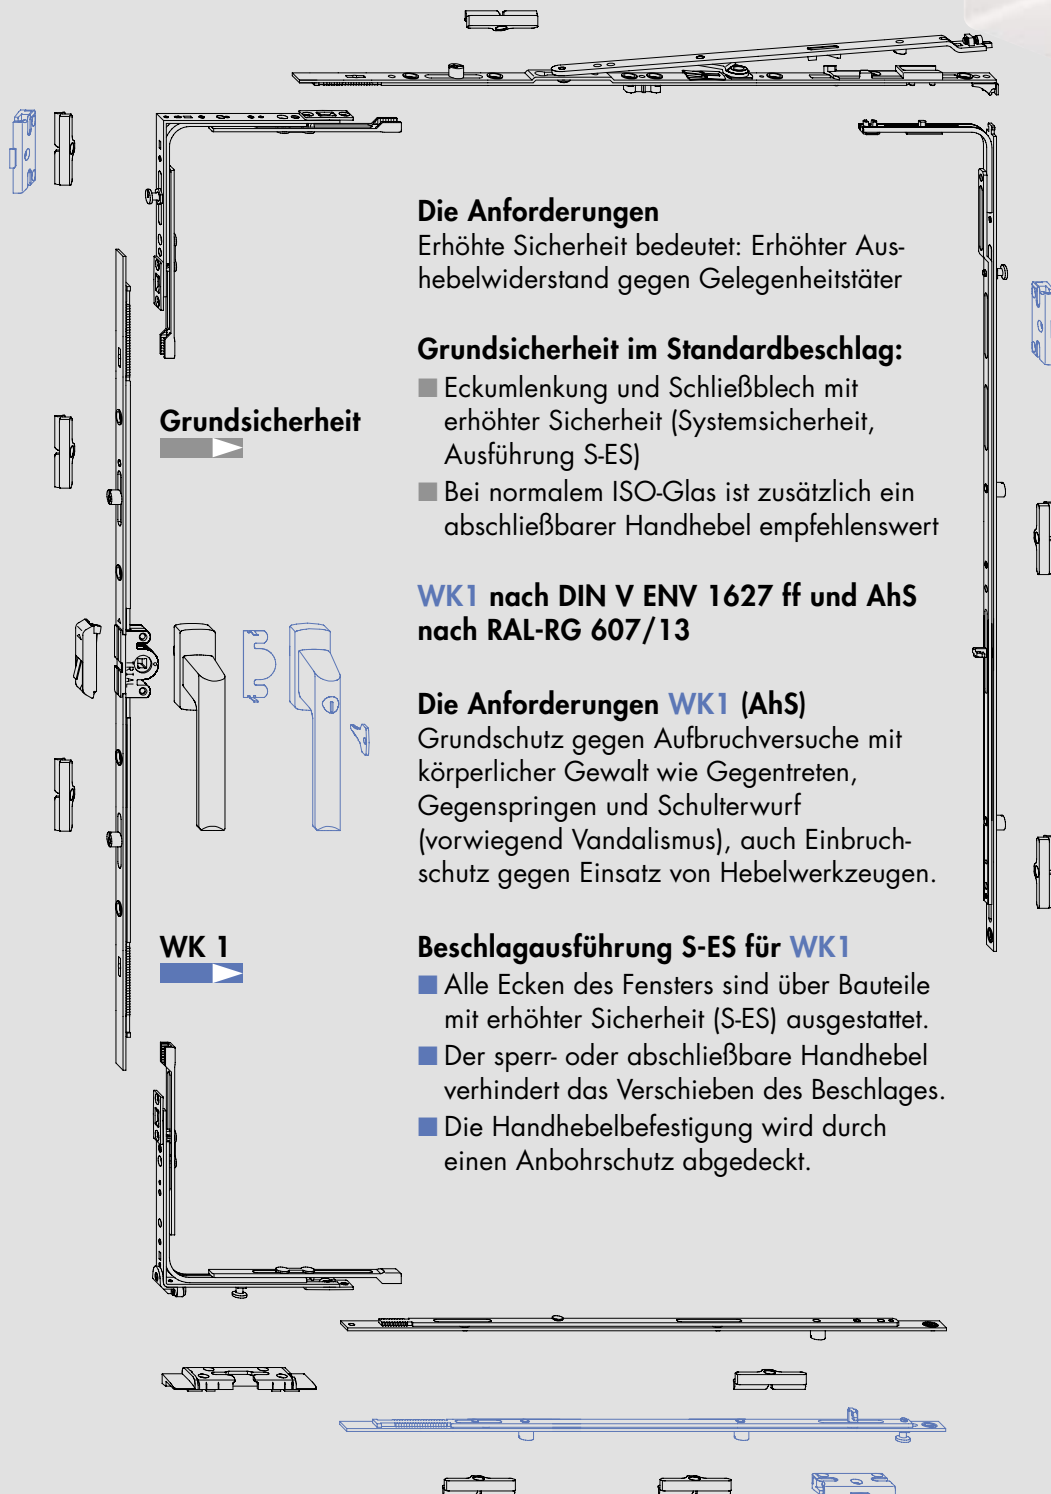 Die Anforderungen
Erhöhte Sicherheit bedeutet: Erhöhter Aus-
hebelwiderstand gegen Gelegenheitstäter
Grundsicherheit im Standardbeschlag:
Eckumlenkung und Schließblech mit
erhöhter Sicherheit (Systemsicherheit,
Ausführung S-ES)
Bei normalem ISO-Glas ist zusätzlich ein
abschließbarer Handhebel empfehlenswert
Grundsicherheit
WK1 nach DIN V ENV 1627 ff und AhS
nach RAL-RG 607/13
Die Anforderungen WK1 (AhS)
Grundschutz gegen Aufbruchversuche mit
körperlicher Gewalt wie Gegentreten,
Gegenspringen und Schulterwurf
(vorwiegend Vandalismus), auch Einbruch-
schutz gegen Einsatz von Hebelwerkzeugen.
WK 1
Beschlagausführung S-ES für WK1
Alle Ecken des Fensters sind über Bauteile
mit erhöhter Sicherheit (S-ES) ausgestattet.
Der sperr- oder abschließbare Handhebel
verhindert das Verschieben des Beschlages.
Die Handhebelbefestigung wird durch
einen Anbohrschutz abgedeckt.